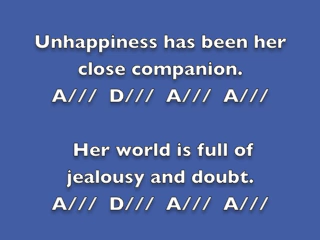 Unhappiness has been her
close companion.
A/// D/// A/// A///
Her world is full of
jealousy and doubt.
A/// D/// A/// A///